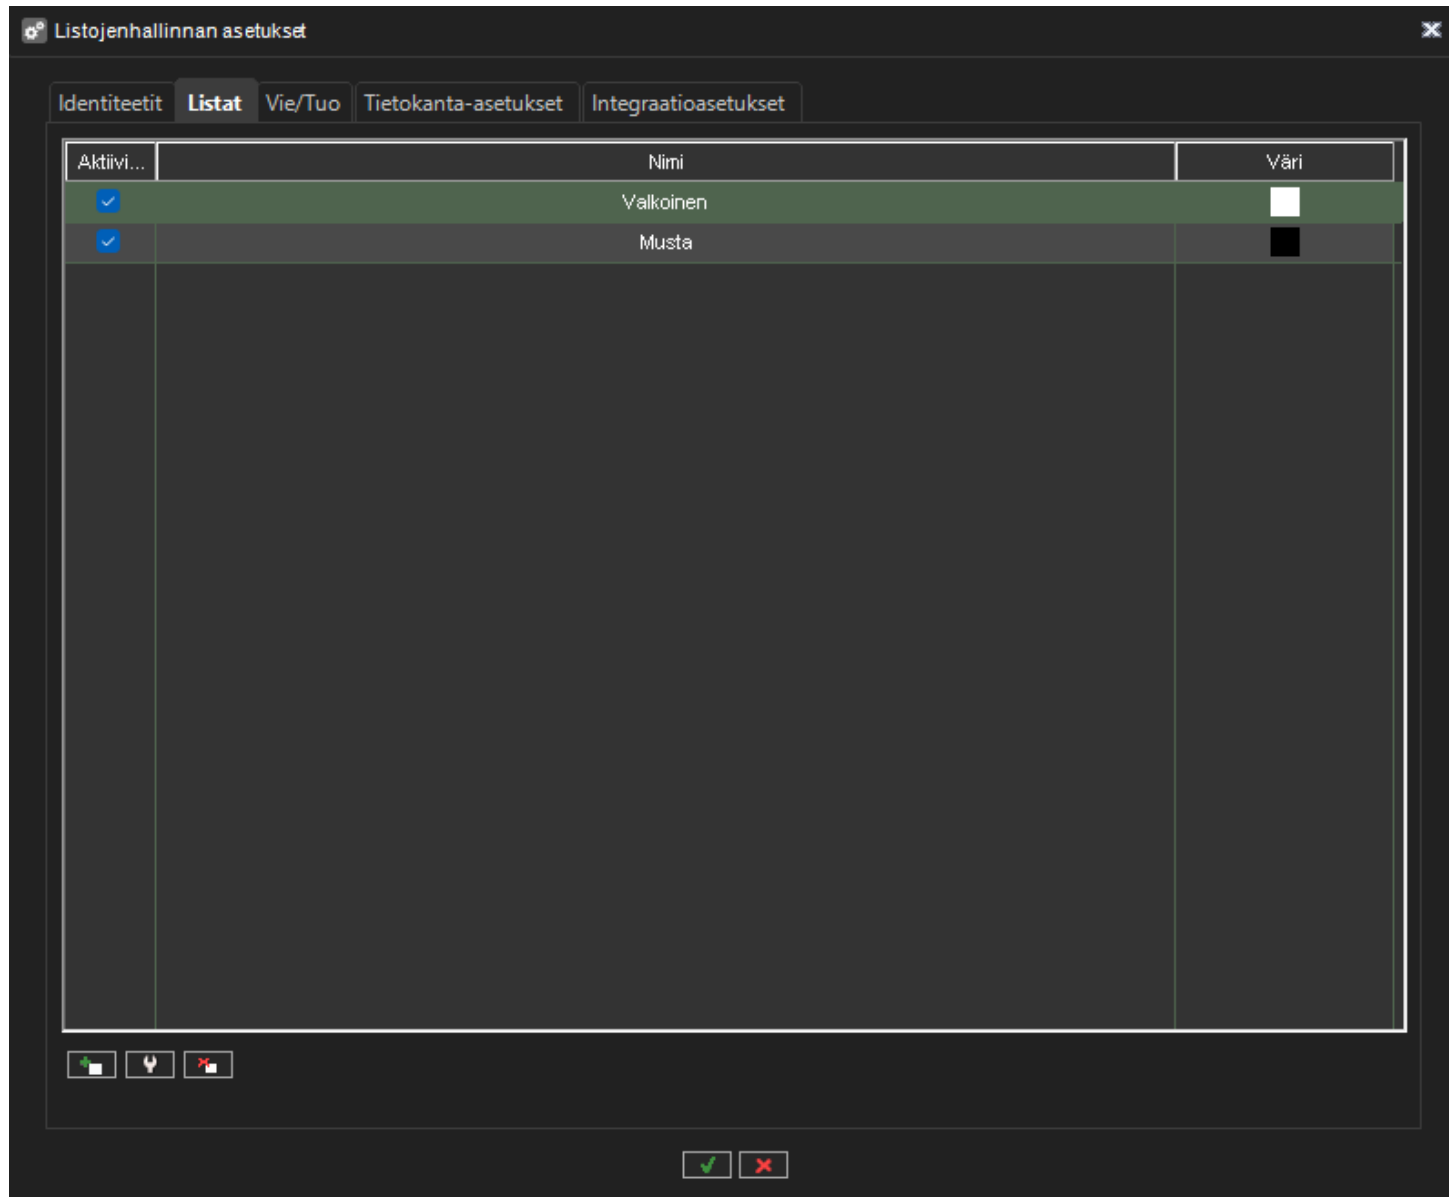 Listojenhallinnan asetukset
Identiteetit Listat Vie/Tuo Tietokanta-asetukset Integraatioasetukset
Aktiivi... Nimi Väri
Valkoinen
Musta